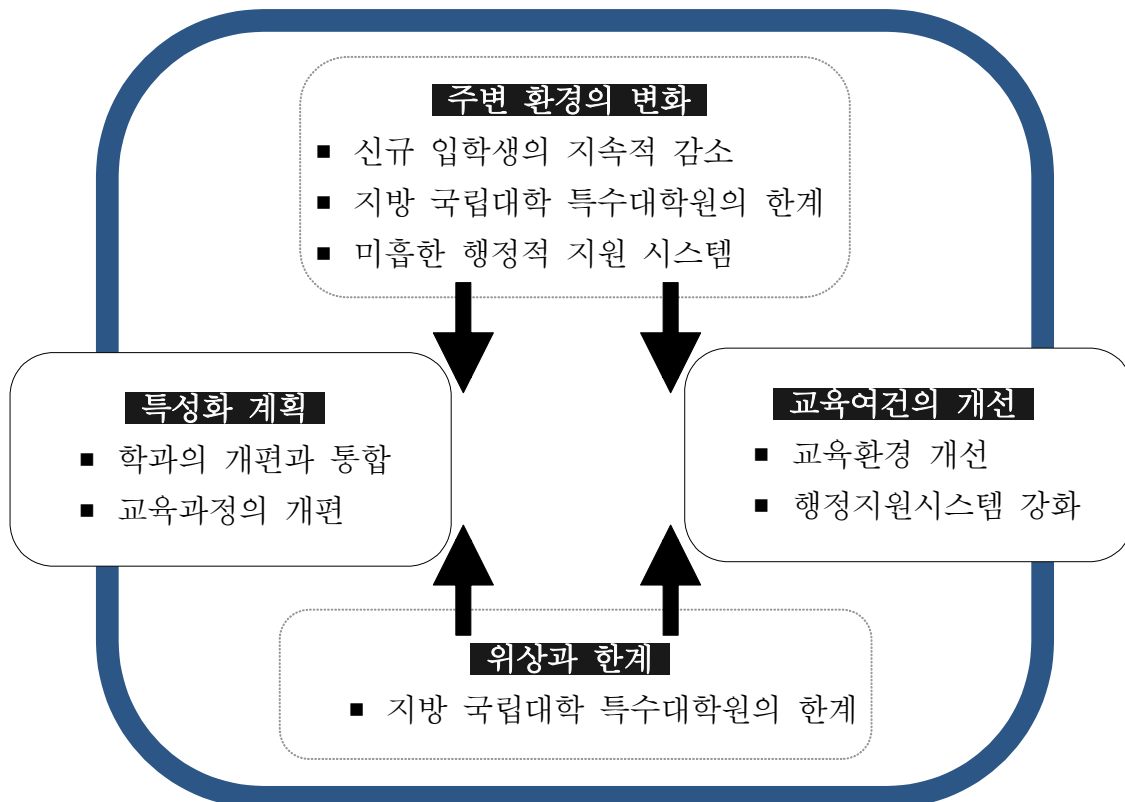 주변 환경의 변화
■ 신규 입학생의 지속적 감소
■ 지방 국립대학 특수대학원의 한계
■ 미흡한 행정적 지원 시스템
특성화 계획
■ 학과의 개편과 통합
■ 교육과정의 개편
교육여건의 개선
■ 교육환경 개선
■ 행정지원시스템 강화
위상과 한계
■ 지방 국립대학 특수대학원의 한계